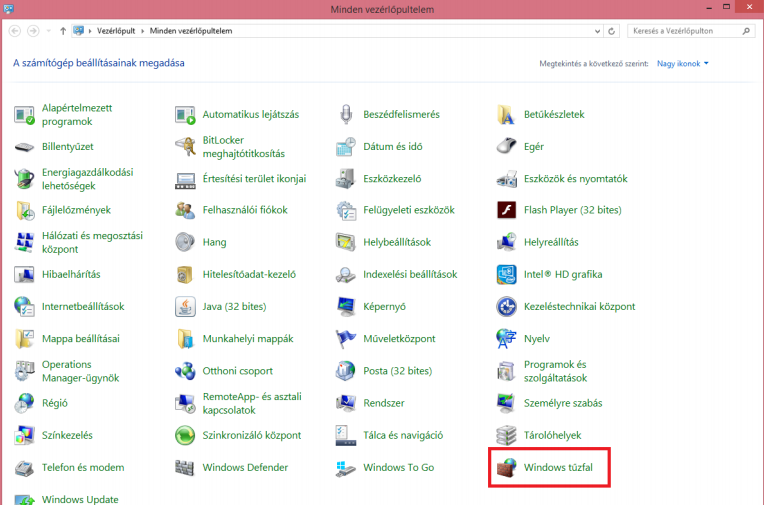 Minden vezérlőpultelem
Vezérlőpult
Minden vezérlőpultelem
Keresés a Vezérlőpulton
A számítógép beállításainak megadása
Megtekintés a következő szerint:
Nagy ikonok
Alapértelmezett
programok
Automatikus lejátszás
Beszédfelismerés
Betűkészletek
Billentyűzet
BitLocker
meghajtótitkosítás
Dátum és idő
Egér
Energiagazdálkodási
lehetőségek
Értesítési terület ikonjai
Eszközkezelő
Eszközök és nyomtatók
Fájlelőzmények
Felhasználói fiókok
Felügyeleti eszközök
Flash Player (32 bites)
Hálózati és megosztási
központ
Hang
Helybeállítások
Helyreállítás
Hibaelhárítás
Hitelesítőadat-kezelő
Indexelési beállítások
Intel® HD grafika
Internetbeállítások
Java (32 bites)
Képernyő
Kezeléstechnikai központ
Mappa beállításai
Munkahelyi mappák
Műveletközpont
Nyelv
Operations
Manager-ügynök
Otthoni csoport
Posta (32 bites)
Programok és
szolgáltatások
Régió
RemoteApp- és asztali
kapcsolatok
Rendszer
Személyre szabás
Színkezelés
Szinkronizáló központ
Tálca és navigáció
Tárolóhelyek
Telefon és modem
Windows Defender
Windows To Go
Windows tűzfal
Windows Update